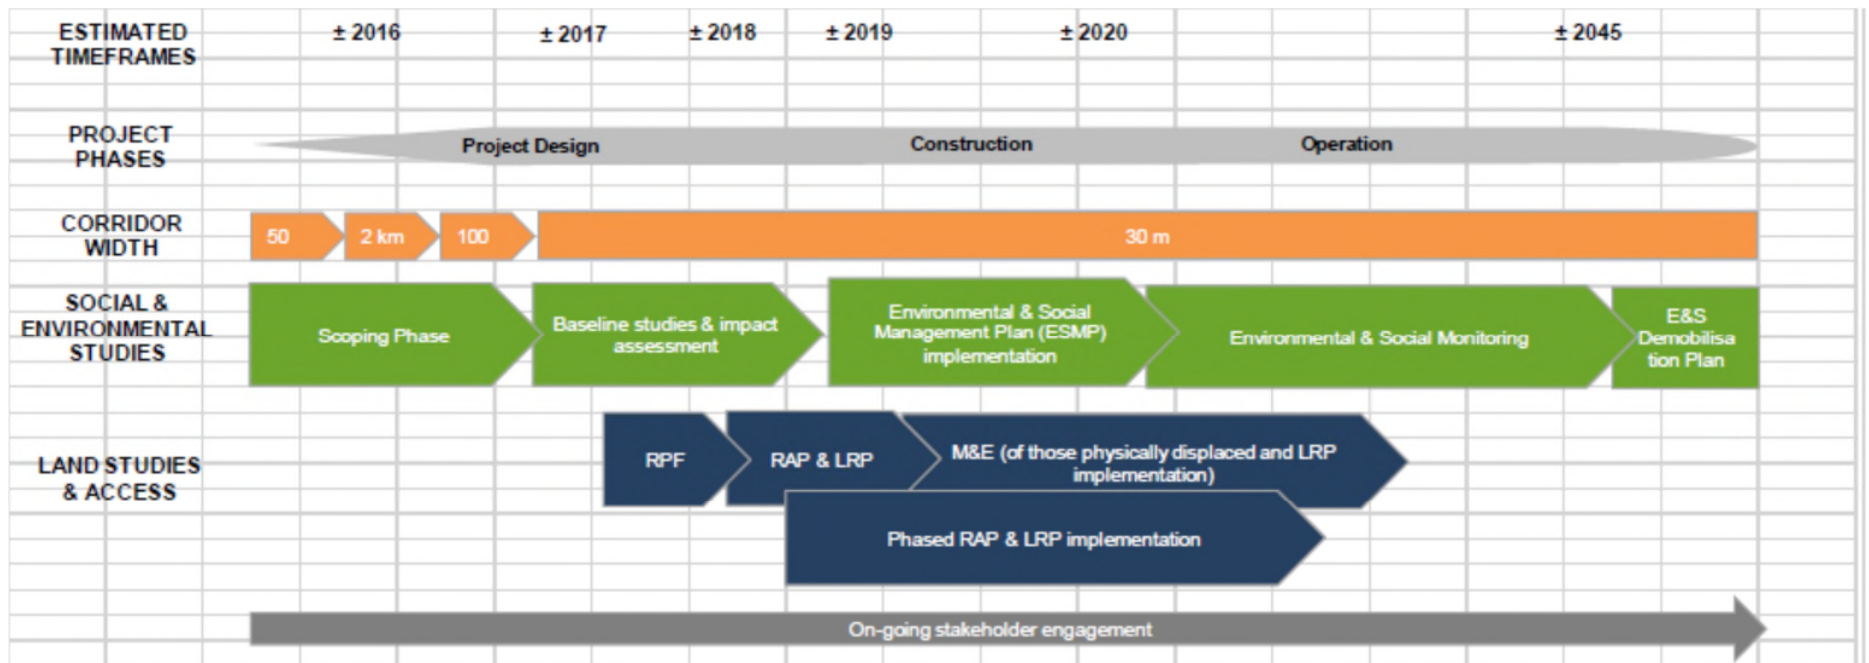 ESTIMATED
TIMEFRAMES
± 2016
± 2017
± 2018
± 2019
± 2020
± 2045
PROJECT
PHASES
Project Design
Construction
Operation
CORRIDOR
WIDTH
50
2 km
100
30 m
SOCIAL &
ENVIRONMENTAL
STUDIES
Scoping Phase
Baseline studies & impact
assessment
Environmental & Social
Management Plan (ESMP)
implementation
Environmental & Social Monitoring
E&S
Demobilisa
tion Plan
LAND STUDIES
& ACCESS
RPF
RAP & LRP
M&E (of those physically displaced and LRP
implementation)
Phased RAP & LRP implementation
On-going stakeholder engagement